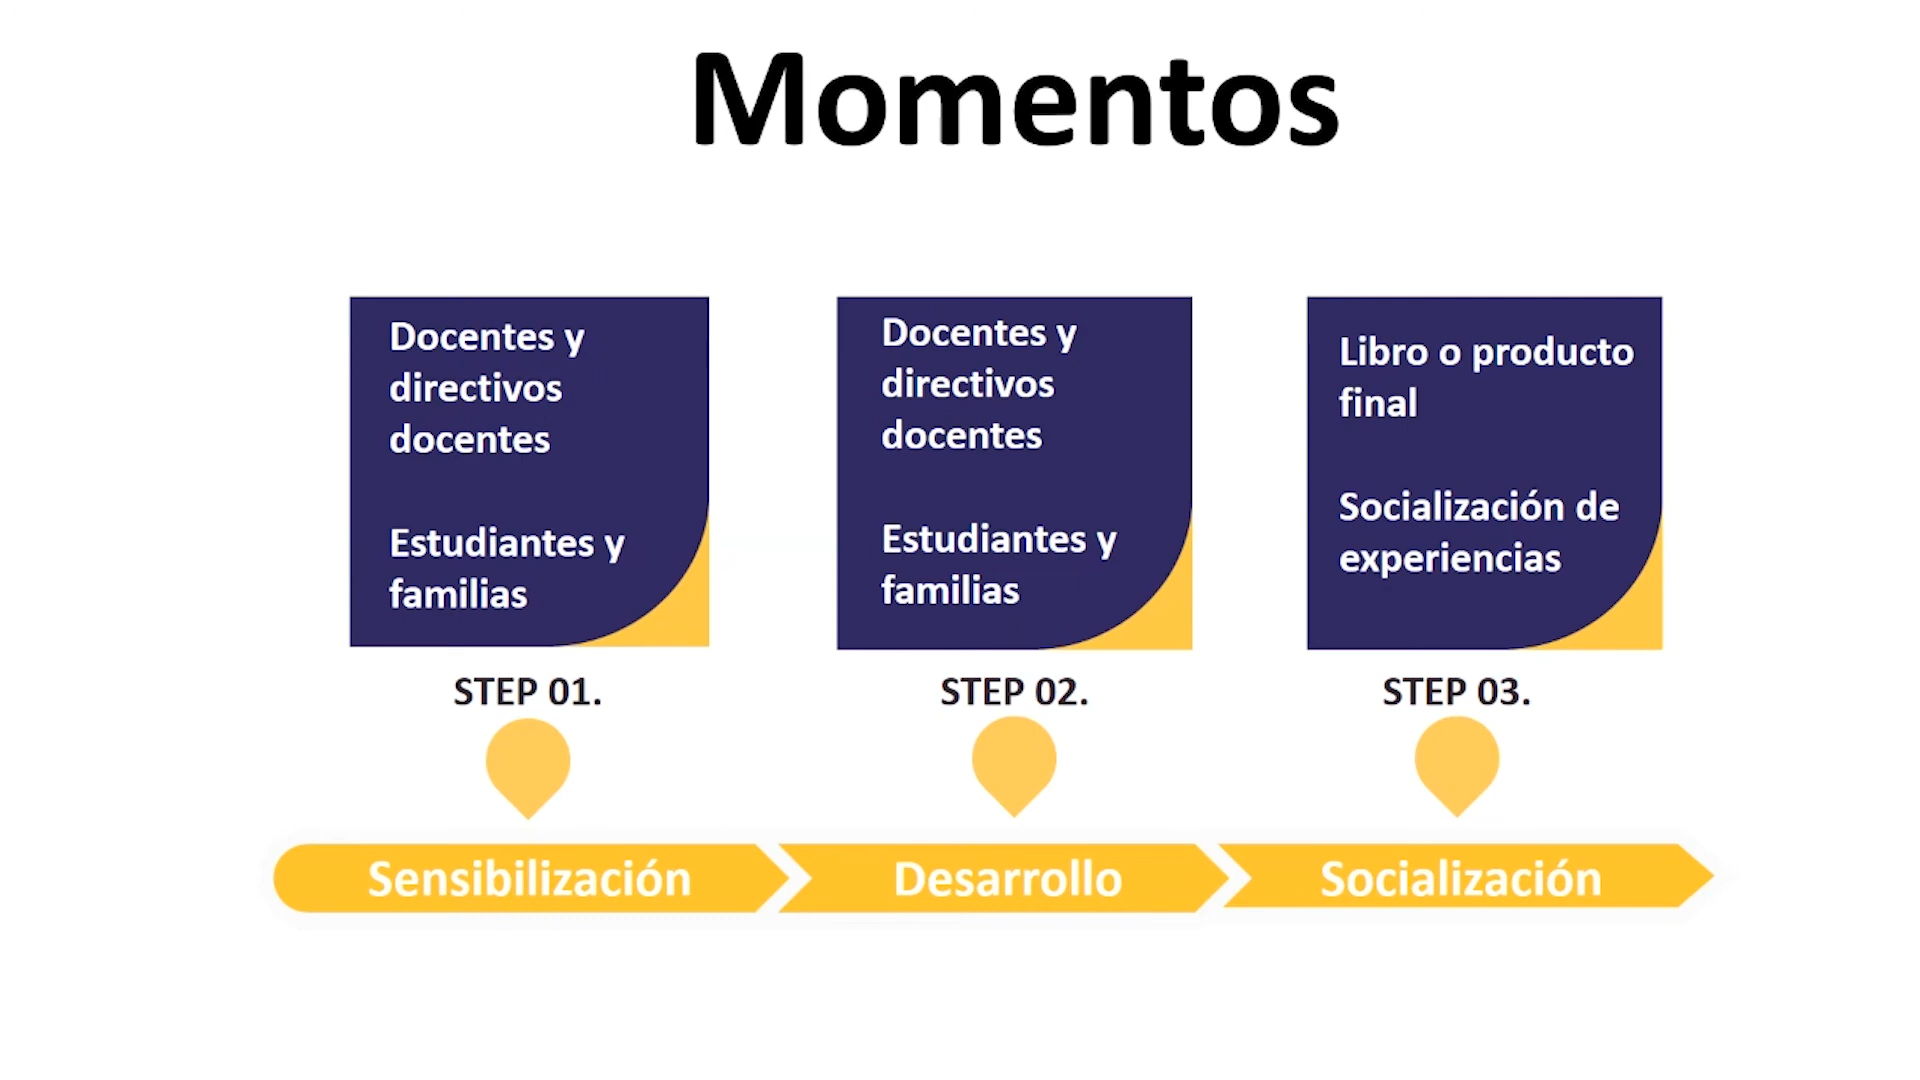 Momentos
Docentes y
directivos
docentes
Estudiantes y
familias
STEP 01.
Docentes y
directivos
docentes
Estudiantes y
familias
STEP 02.
Libro o producto
final
Socialización de
experiencias
STEP 03.
Sensibilización
Desarrollo
Socialización